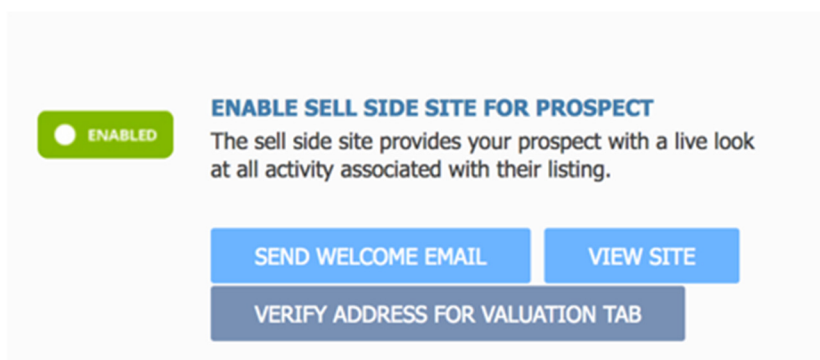 ENABLED
ENABLE SELL SIDE SITE FOR PROSPECT
The sell side site provides your prospect with a live look
at all activity associated with their listing.
SEND WELCOME EMAIL
VIEW SITE
VERIFY ADDRESS FOR VALUATION TAB